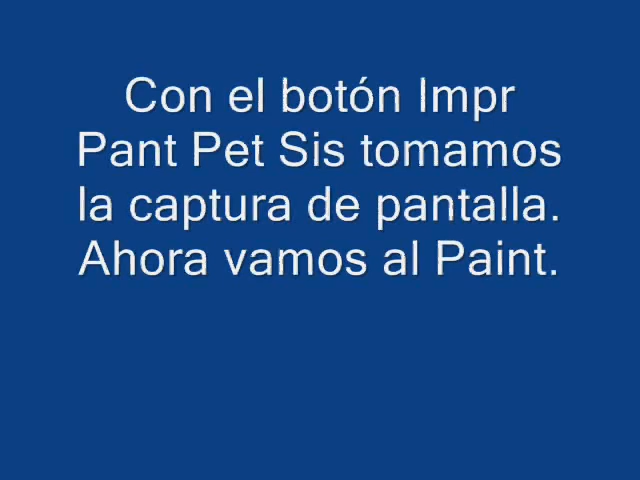 Con el botón Impr
Pant Pet Sis tomamos
la captura de pantalla.
Ahora vamos al Paint.